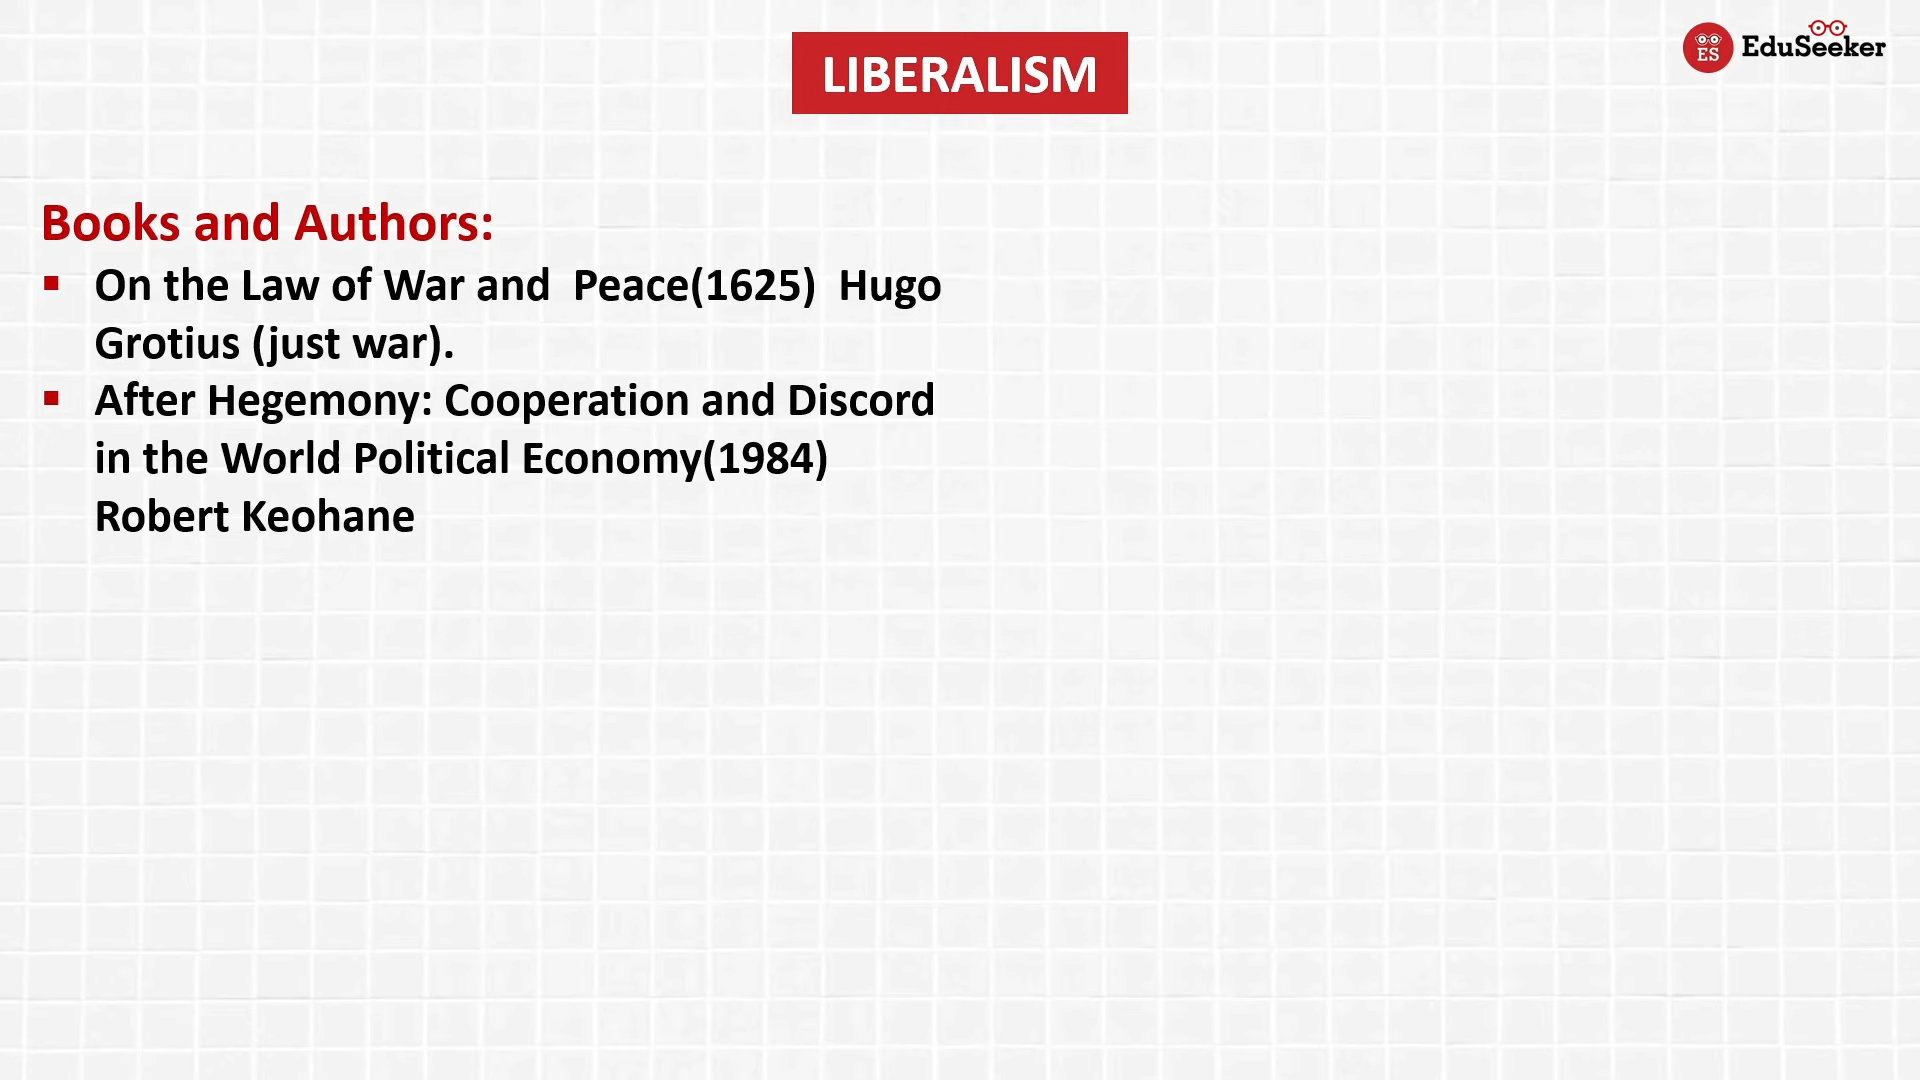 LIBERALISM
ES EduSeeker
Books and Authors:
▪ On the Law of War and  Peace(1625)  Hugo
Grotius (just war).
▪ After Hegemony: Cooperation and Discord
in the World Political Economy(1984)
Robert Keohane